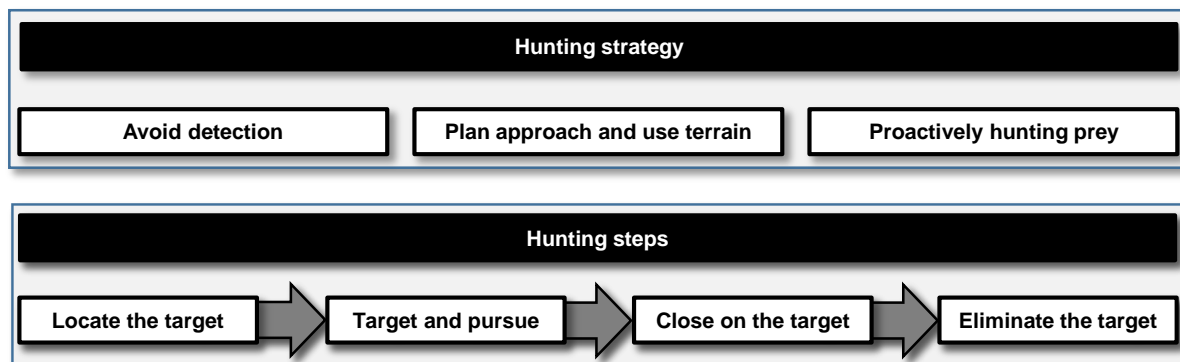 Hunting strategy
Avoid detection
Plan approach and use terrain
Proactively hunting prey
Hunting steps
Locate the target
Target and pursue
Close on the target
Eliminate the target